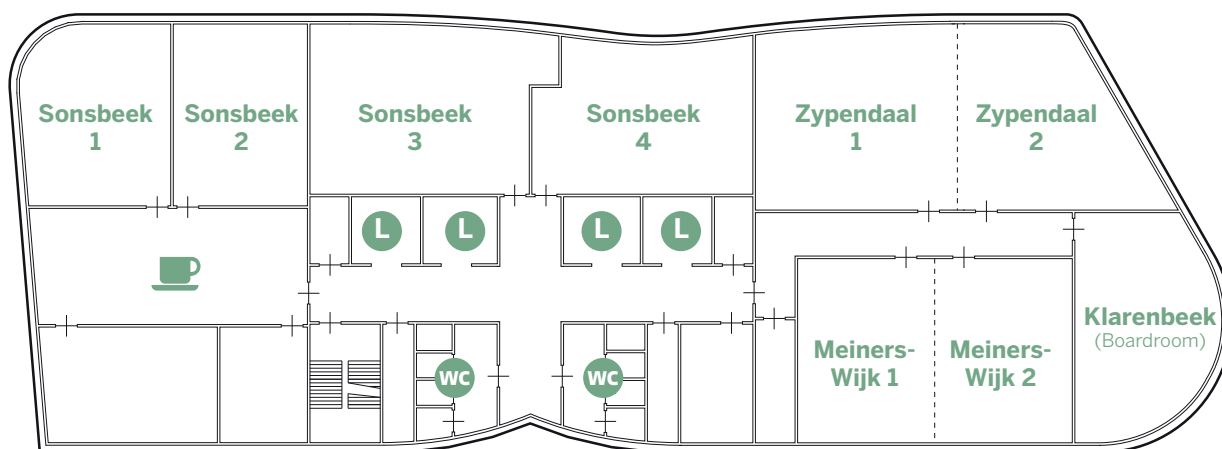 Sonsbeek
1
Sonsbeek
2
Sonsbeek
3
Sonsbeek
4
Zypendaal
1
Zypendaal
2
L
L
L
L
Klarenbeek
(Boardroom)
Meiners-
Wijk 1
Meiners-
Wijk 2
WC
WC